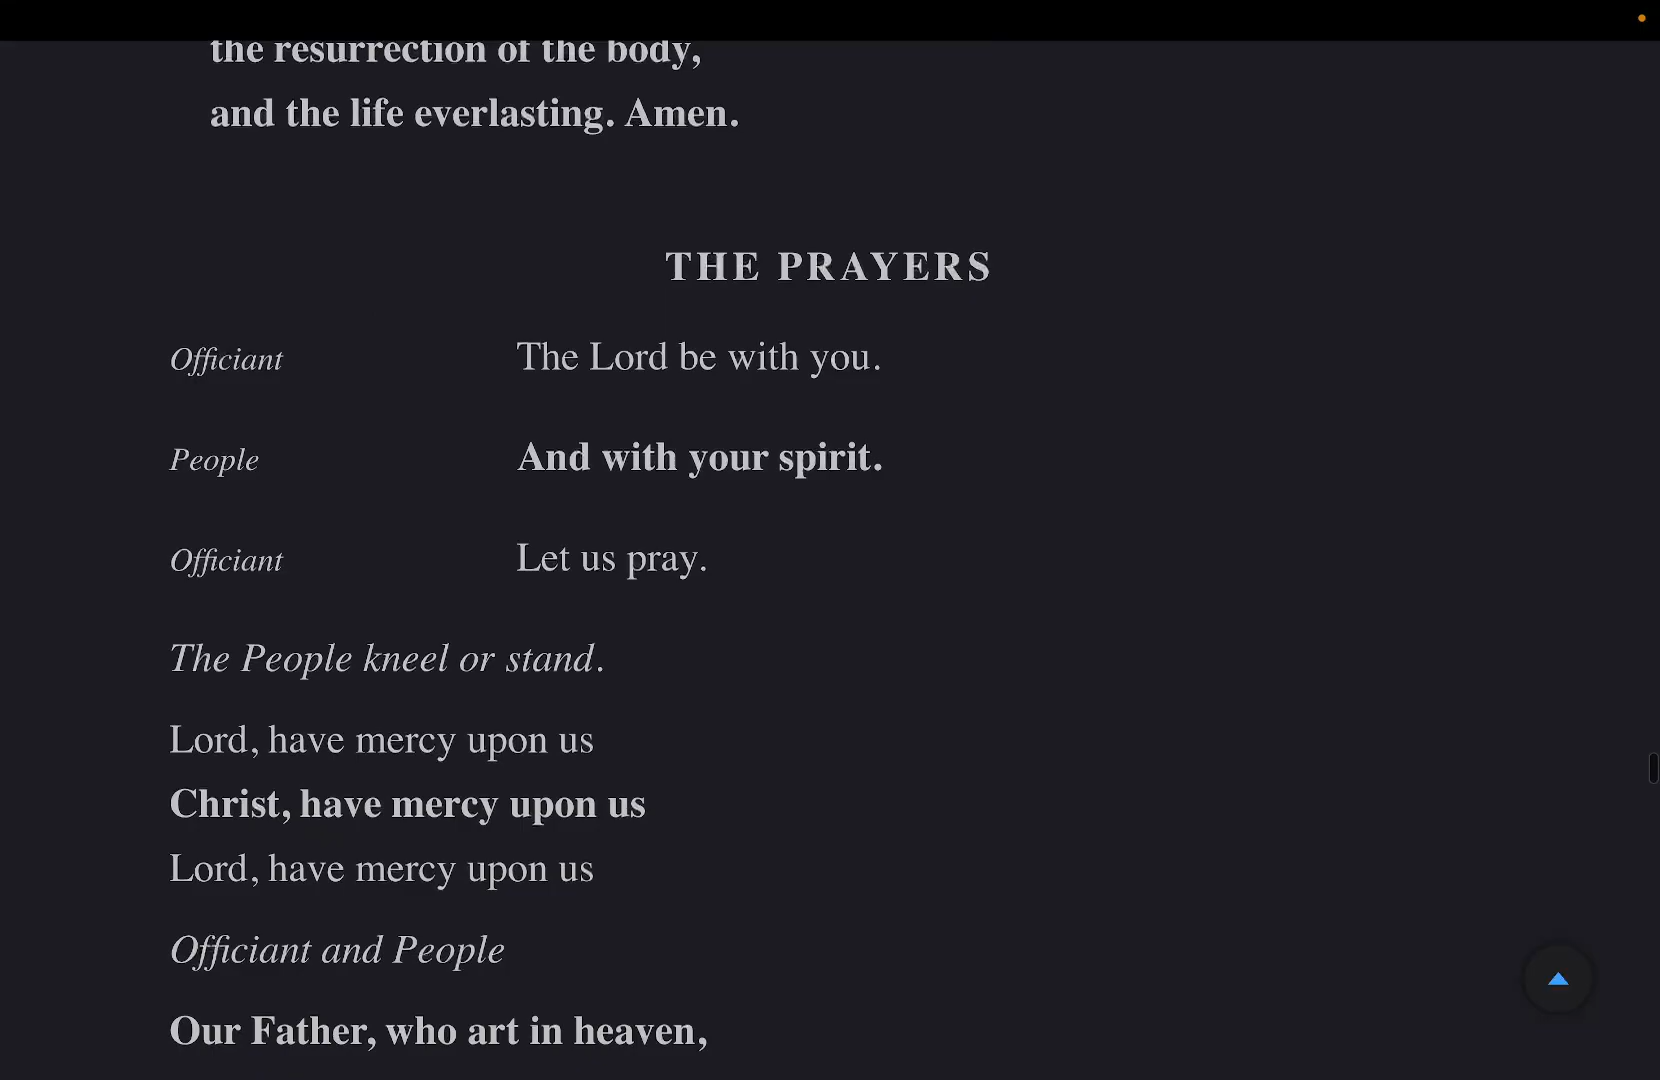 the resurrection of the body,
and the life everlasting. Amen.
THE PRAYERS
Officiant The Lord be with you.
People And with your spirit.
Officiant Let us pray.
The People kneel or stand.
Lord, have mercy upon us
Christ, have mercy upon us
Lord, have mercy upon us
Officiant and People
Our Father, who art in heaven,